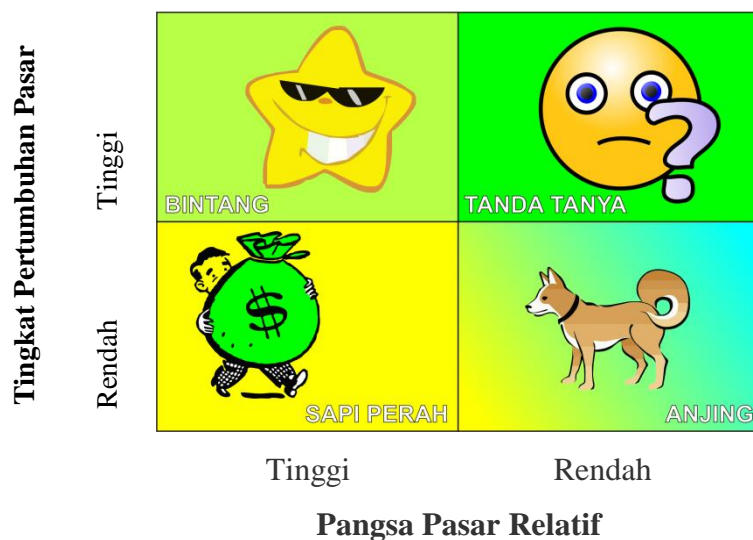 Tingkat Pertumbuhan Pasar
Tinggi
BINTANG
TANDA TANYA
?
Rendah
$
SAPI PERAH
ANJING
Tinggi
Rendah
Pangsa Pasar Relatif